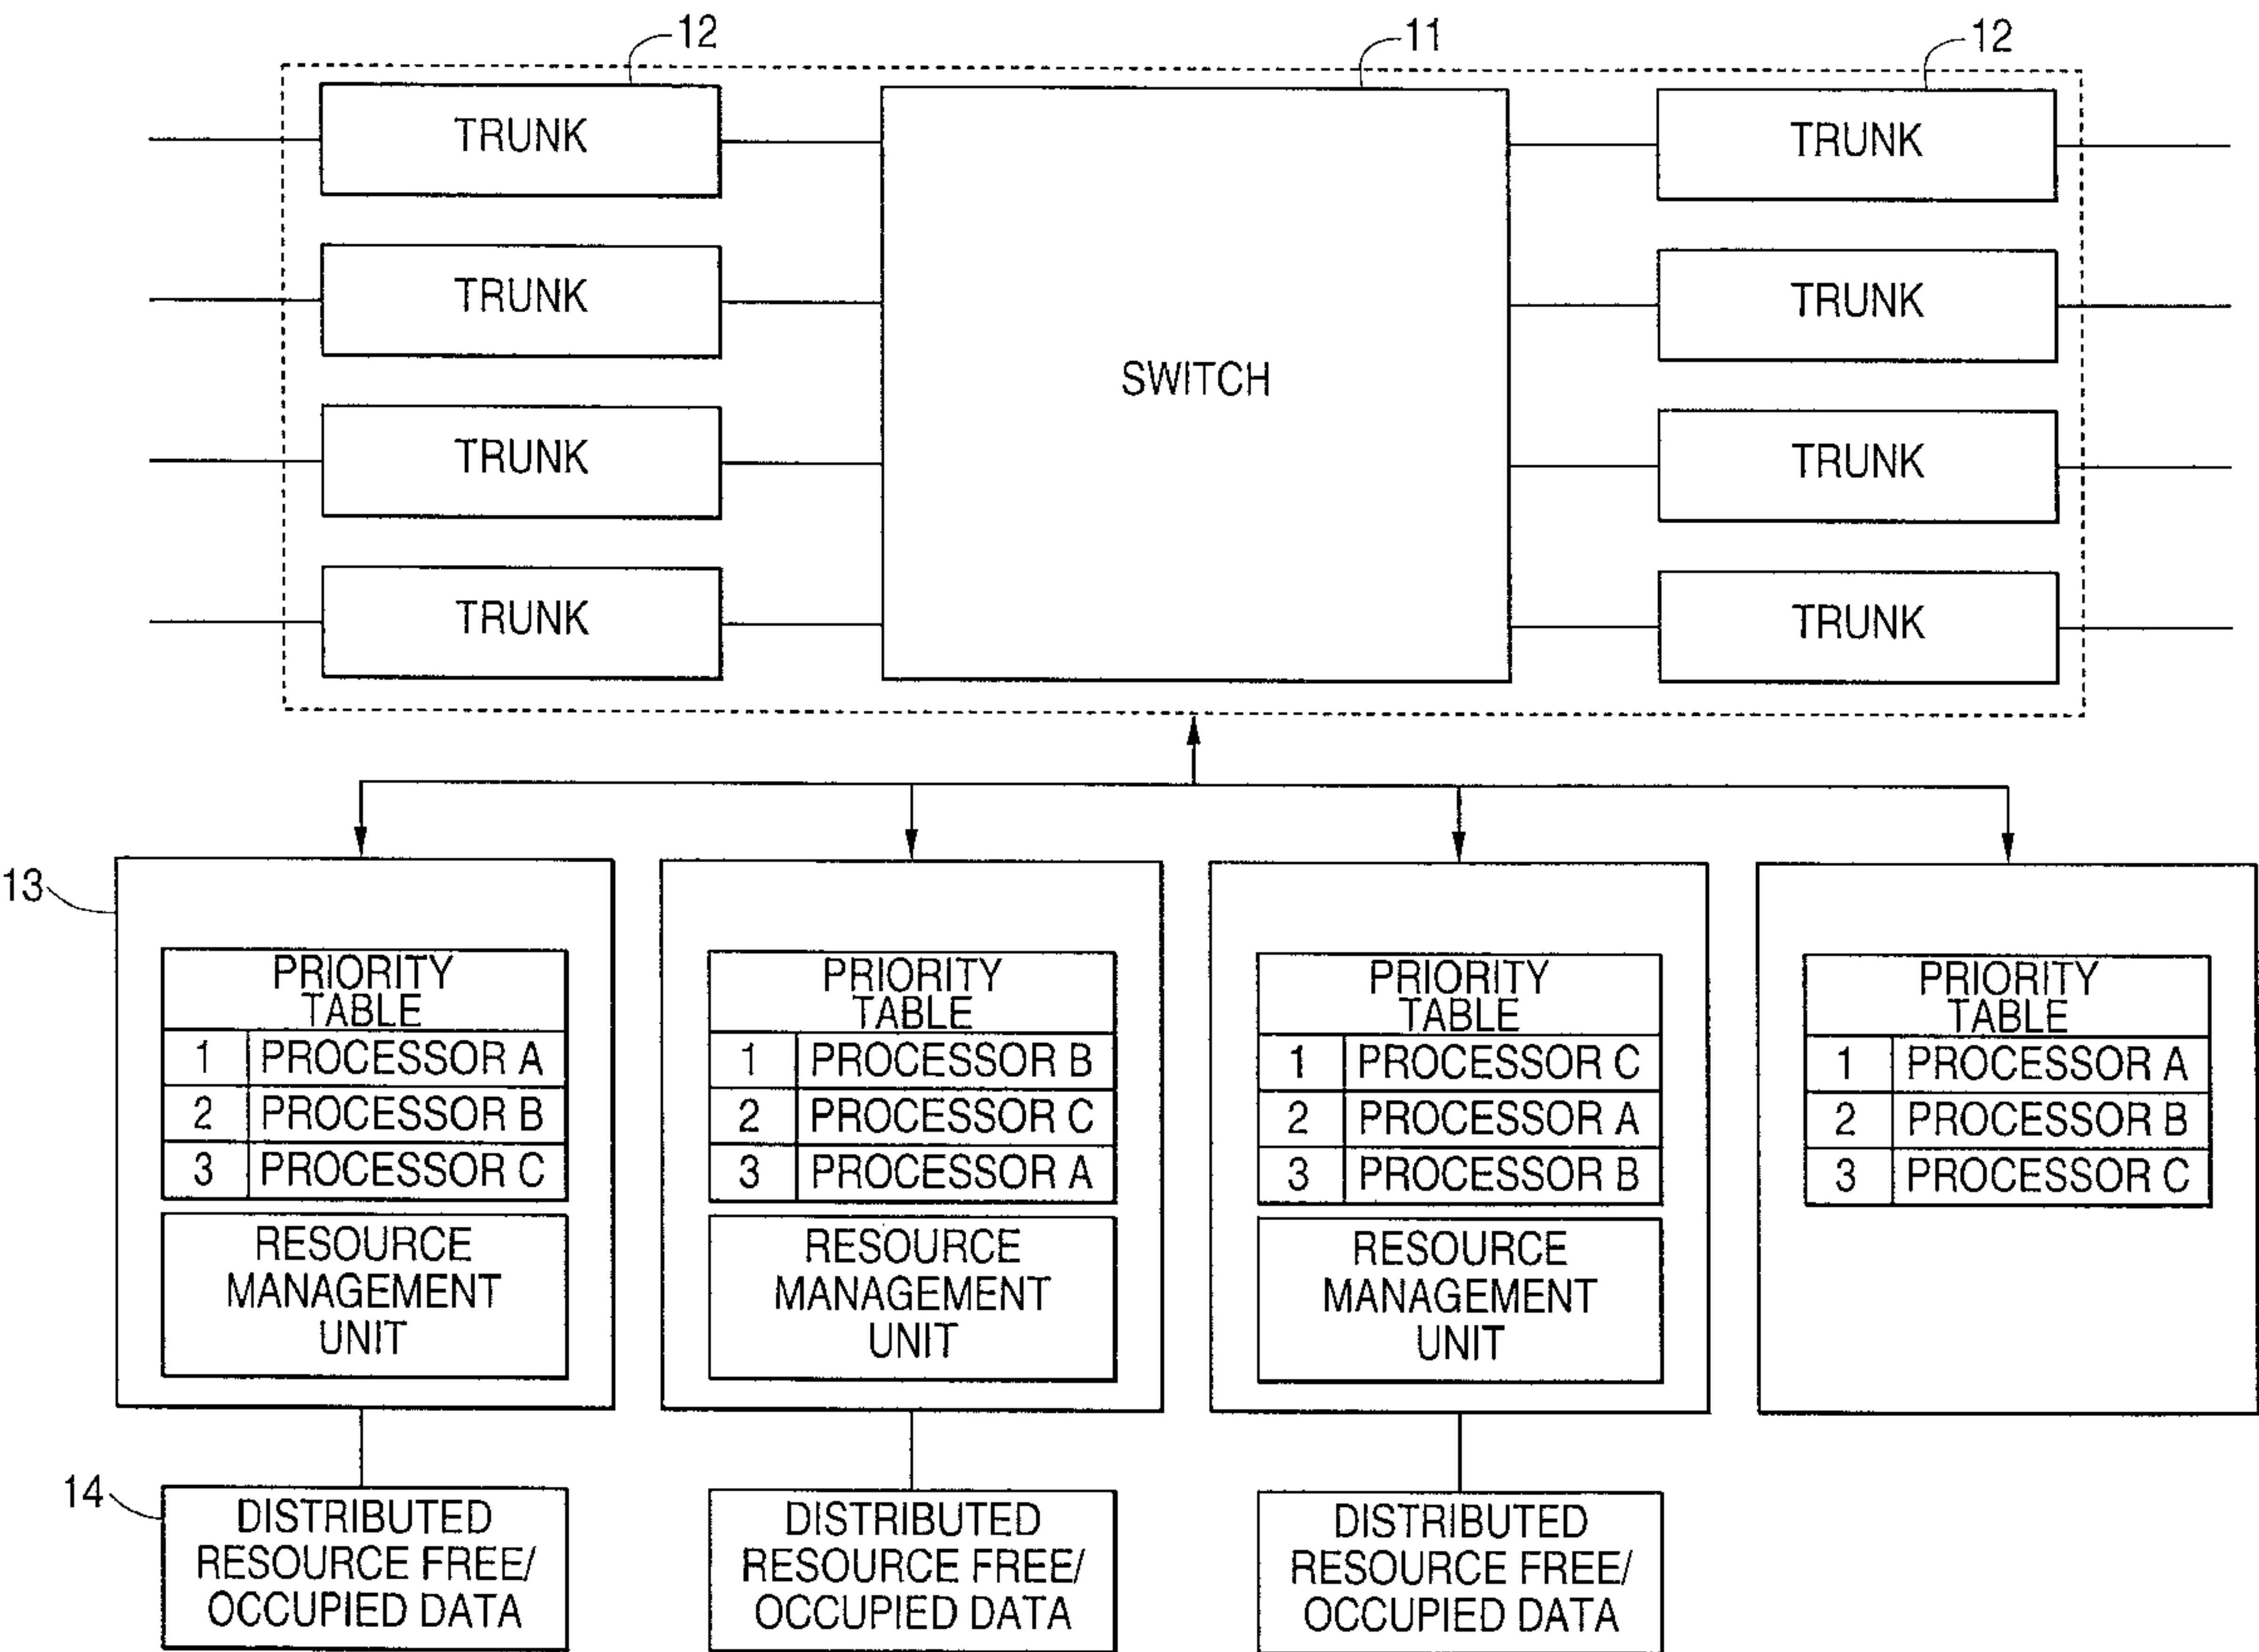 12
11
12
TRUNK
TRUNK
TRUNK
TRUNK
SWITCH
TRUNK
TRUNK
TRUNK
TRUNK
13
PRIORITY
TABLE
1 PROCESSOR A
2 PROCESSOR B
3 PROCESSOR C
RESOURCE
MANAGEMENT
UNIT
PRIORITY
TABLE
1 PROCESSOR B
2 PROCESSOR C
3 PROCESSOR A
RESOURCE
MANAGEMENT
UNIT
PRIORITY
TABLE
1 PROCESSOR C
2 PROCESSOR A
3 PROCESSOR B
RESOURCE
MANAGEMENT
UNIT
PRIORITY
TABLE
1 PROCESSOR A
2 PROCESSOR B
3 PROCESSOR C
14
DISTRIBUTED
RESOURCE FREE/
OCCUPIED DATA
DISTRIBUTED
RESOURCE FREE/
OCCUPIED DATA
DISTRIBUTED
RESOURCE FREE/
OCCUPIED DATA